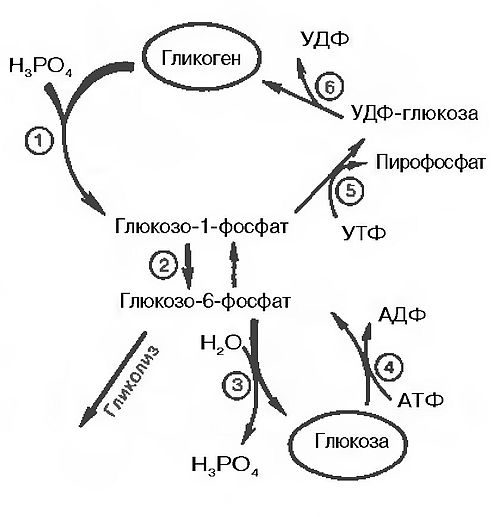 УДФ
Гликоген
H₃PO₄
6
УДФ-глюкоза
1
Пирофосфат
5
УТФ
Глюкозо-1-фосфат
2
Глюкозо-6-фосфат
АДФ
H₂O
Гликолиз
3
4
АТФ
Глюкоза
H₃PO₄